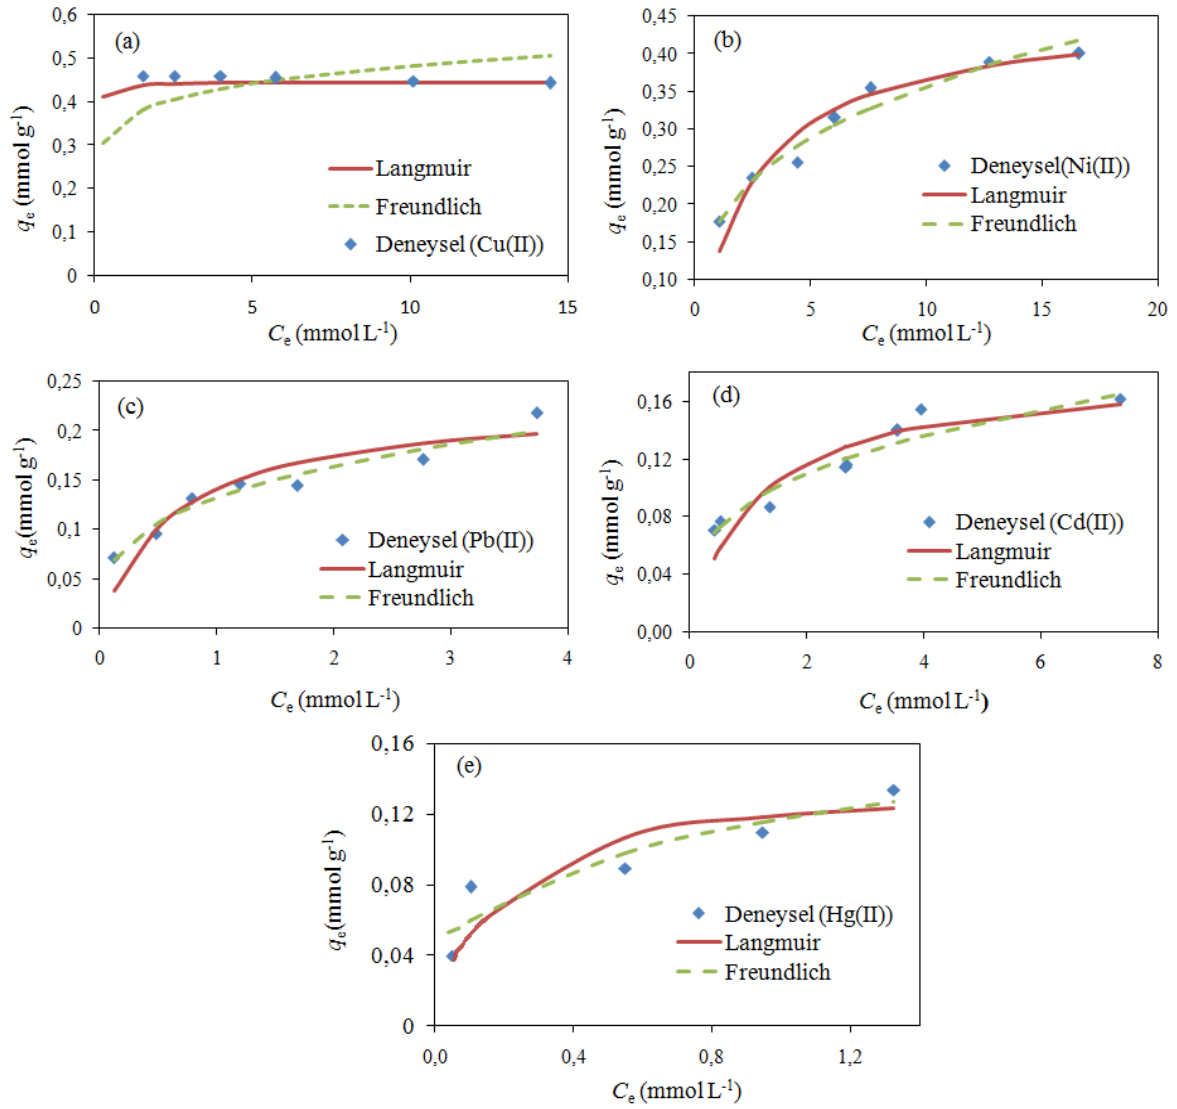 (a)
0,6
0,5
0,4
0,3
0,2
0,1
0
qe (mmol g-1)
Langmuir
Freundlich
Deneysel (Cu(II))
0 5 10 15
Ce (mmol L-1)
(b)
0,45
0,40
0,35
0,30
0,25
0,20
0,15
0,10
qe (mmol g-1)
Deneysel(Ni(II))
Langmuir
Freundlich
0 5 10 15 20
Ce (mmol L-1)
(c)
0,25
0,2
0,15
0,1
0,05
0
qe(mmol g-1)
Deneysel (Pb(II))
Langmuir
Freundlich
0 1 2 3 4
Ce (mmol L-1)
(d)
0,16
0,12
0,08
0,04
0,00
qe (mmol g-1)
Deneysel (Cd(II))
Langmuir
Freundlich
0 2 4 6 8
Ce (mmol L-1)
(e)
0,16
0,12
0,08
0,04
0
qe(mmol g-1)
Deneysel (Hg(II))
Langmuir
Freundlich
0,0 0,4 0,8 1,2
Ce (mmol L-1)